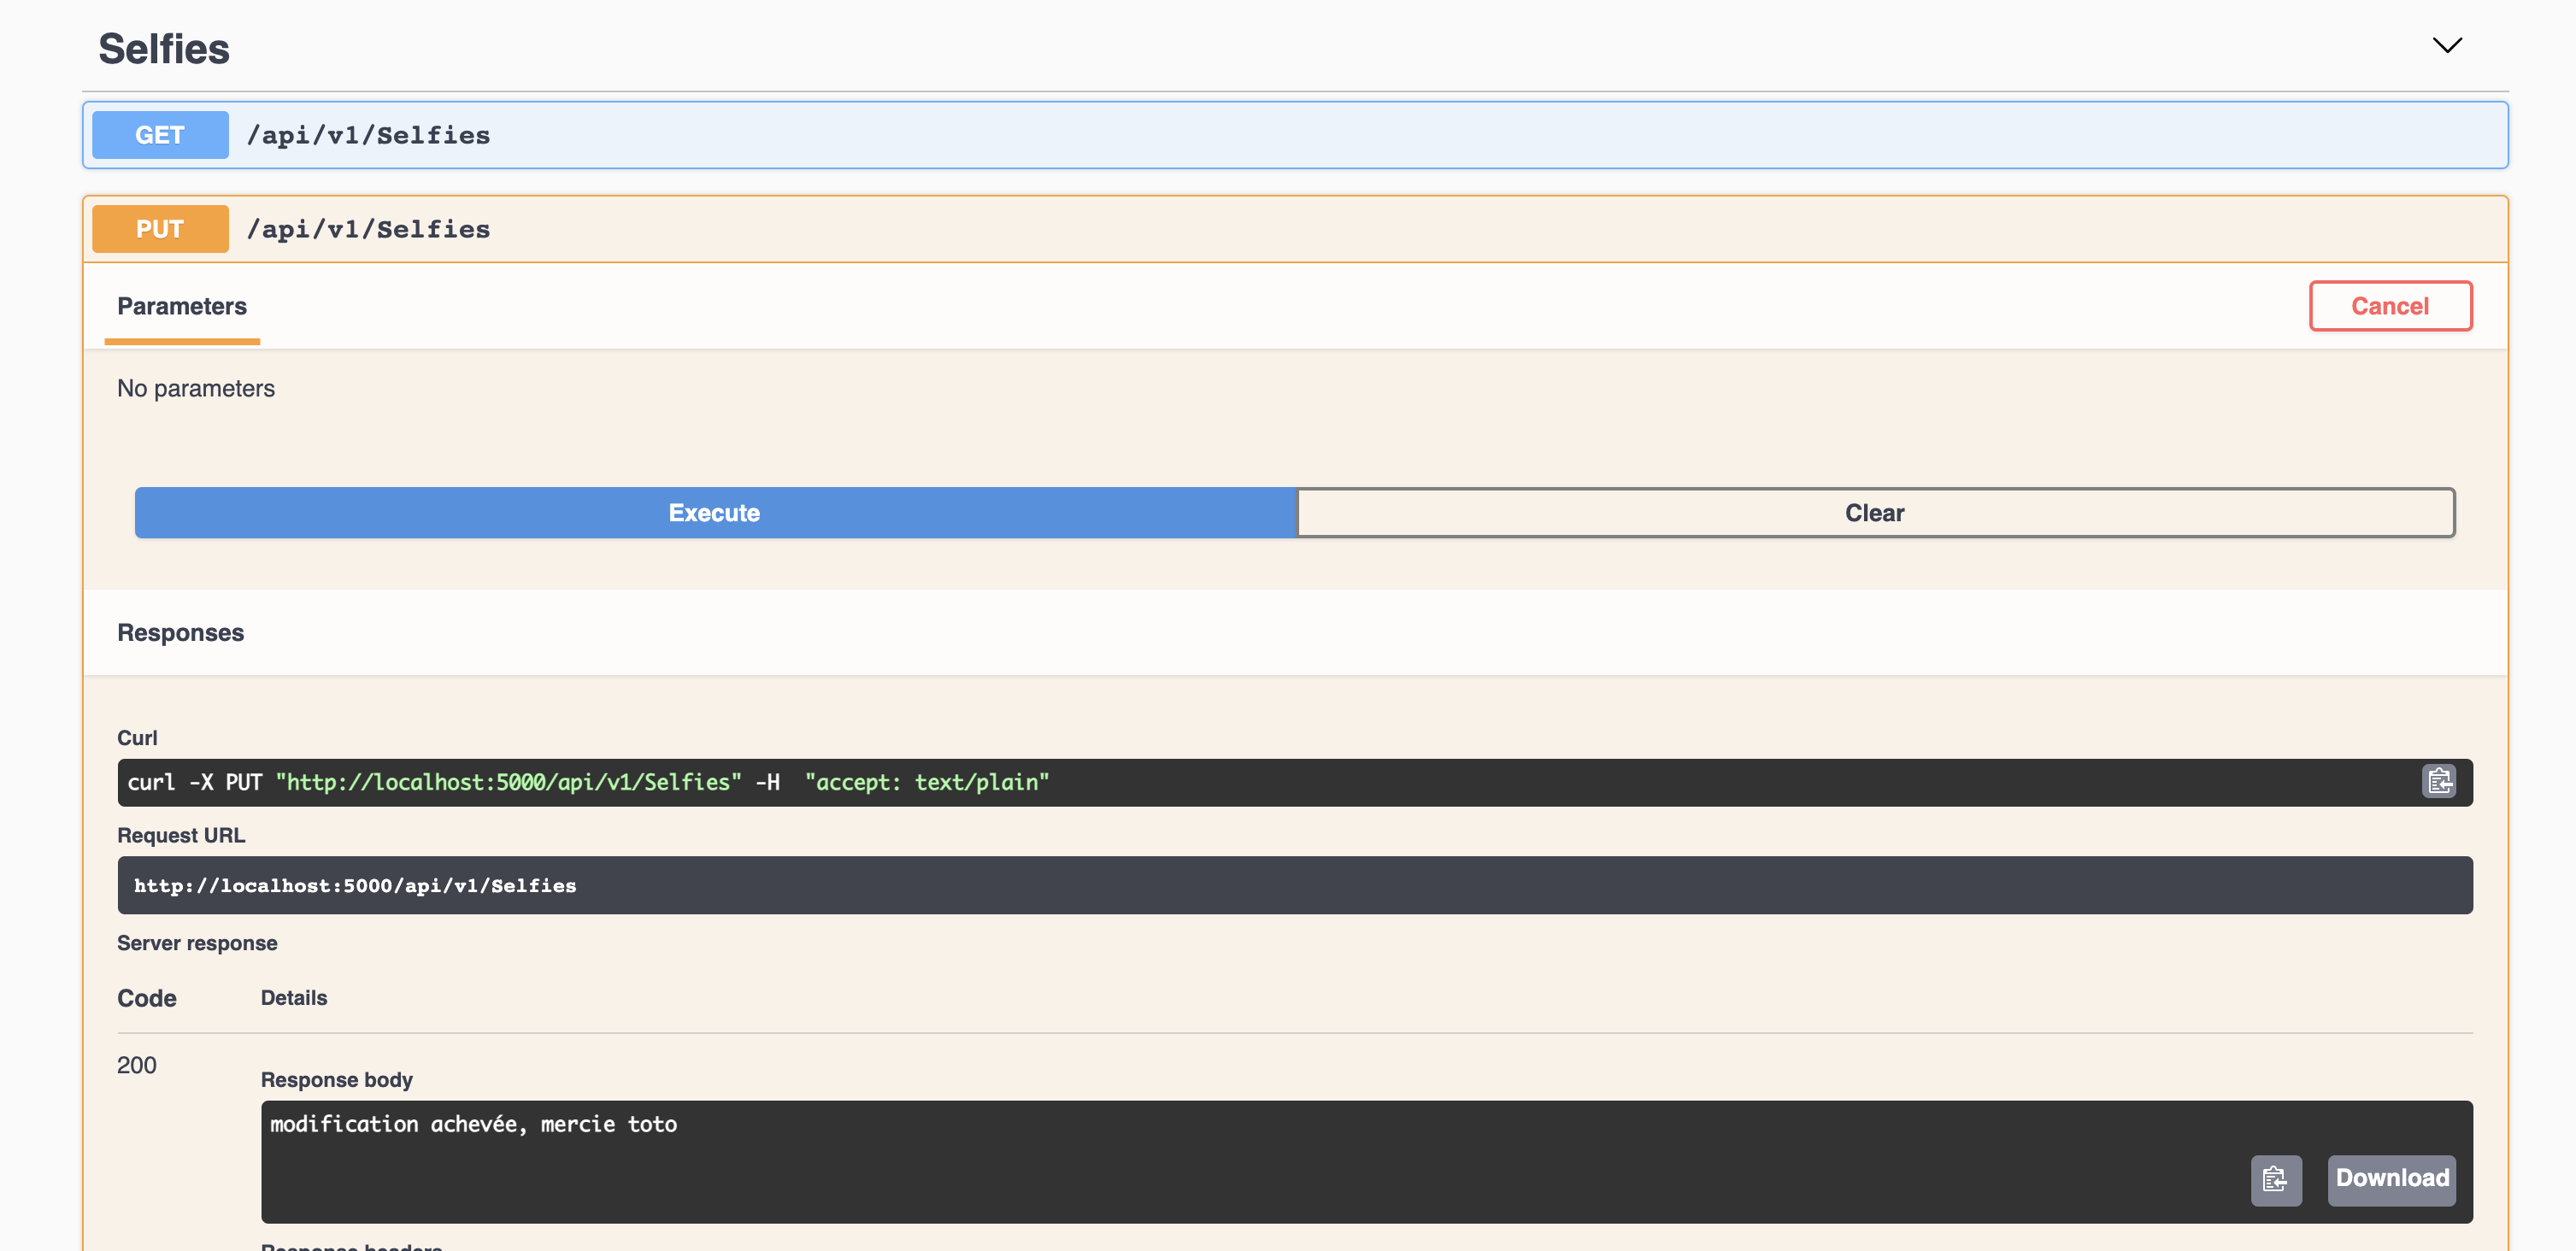 Selfies
GET /api/v1/Selfies
PUT /api/v1/Selfies
Parameters
Cancel
No parameters
Execute
Clear
Responses
Curl
curl -X PUT "http://localhost:5000/api/v1/Selfies" -H  "accept: text/plain"
Request URL
http://localhost:5000/api/v1/Selfies
Server response
Code Details
200
Response body
modification achevée, mercie toto
Download
Response headers